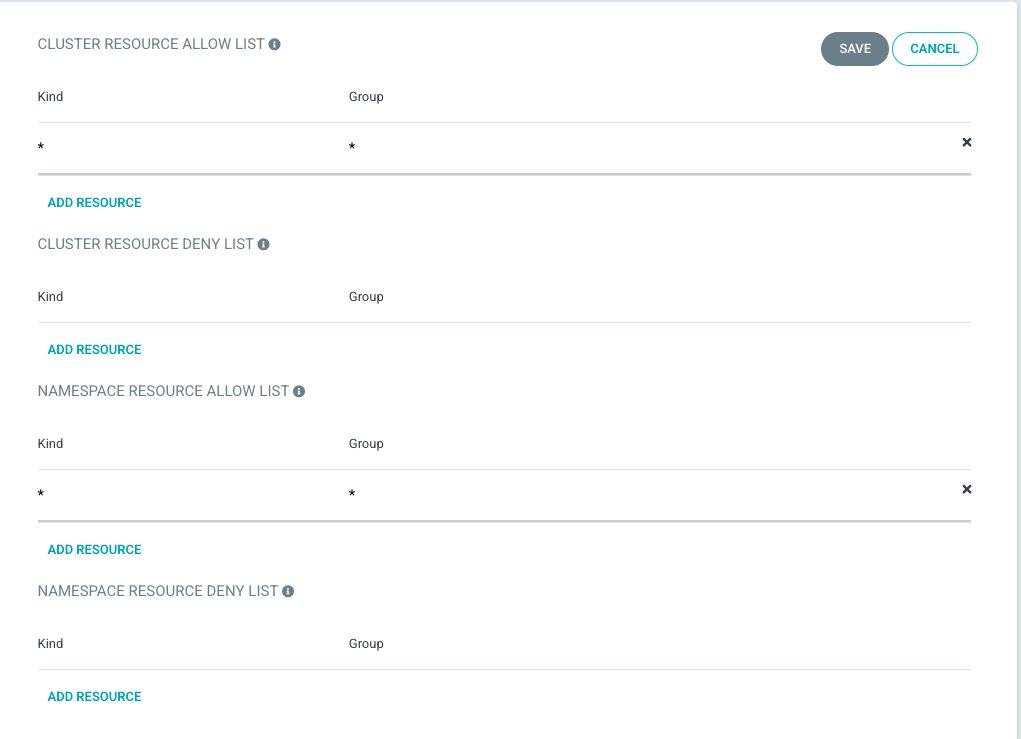 CLUSTER RESOURCE ALLOW LIST
SAVE CANCEL
Kind Group
* *
ADD RESOURCE
CLUSTER RESOURCE DENY LIST
Kind Group
ADD RESOURCE
NAMESPACE RESOURCE ALLOW LIST
Kind Group
* *
ADD RESOURCE
NAMESPACE RESOURCE DENY LIST
Kind Group
ADD RESOURCE